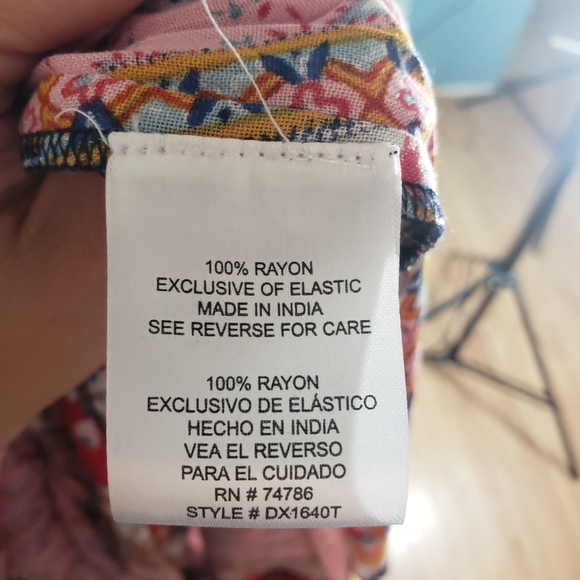 100% RAYON
EXCLUSIVE OF ELASTIC
MADE IN INDIA
SEE REVERSE FOR CARE
100% RAYON
EXCLUSIVO DE ELÁSTICO
HECHO EN INDÍA
VEA EL REVERSO
PARA EL CUIDADO
RN # 74786
STYLE # DX1640T